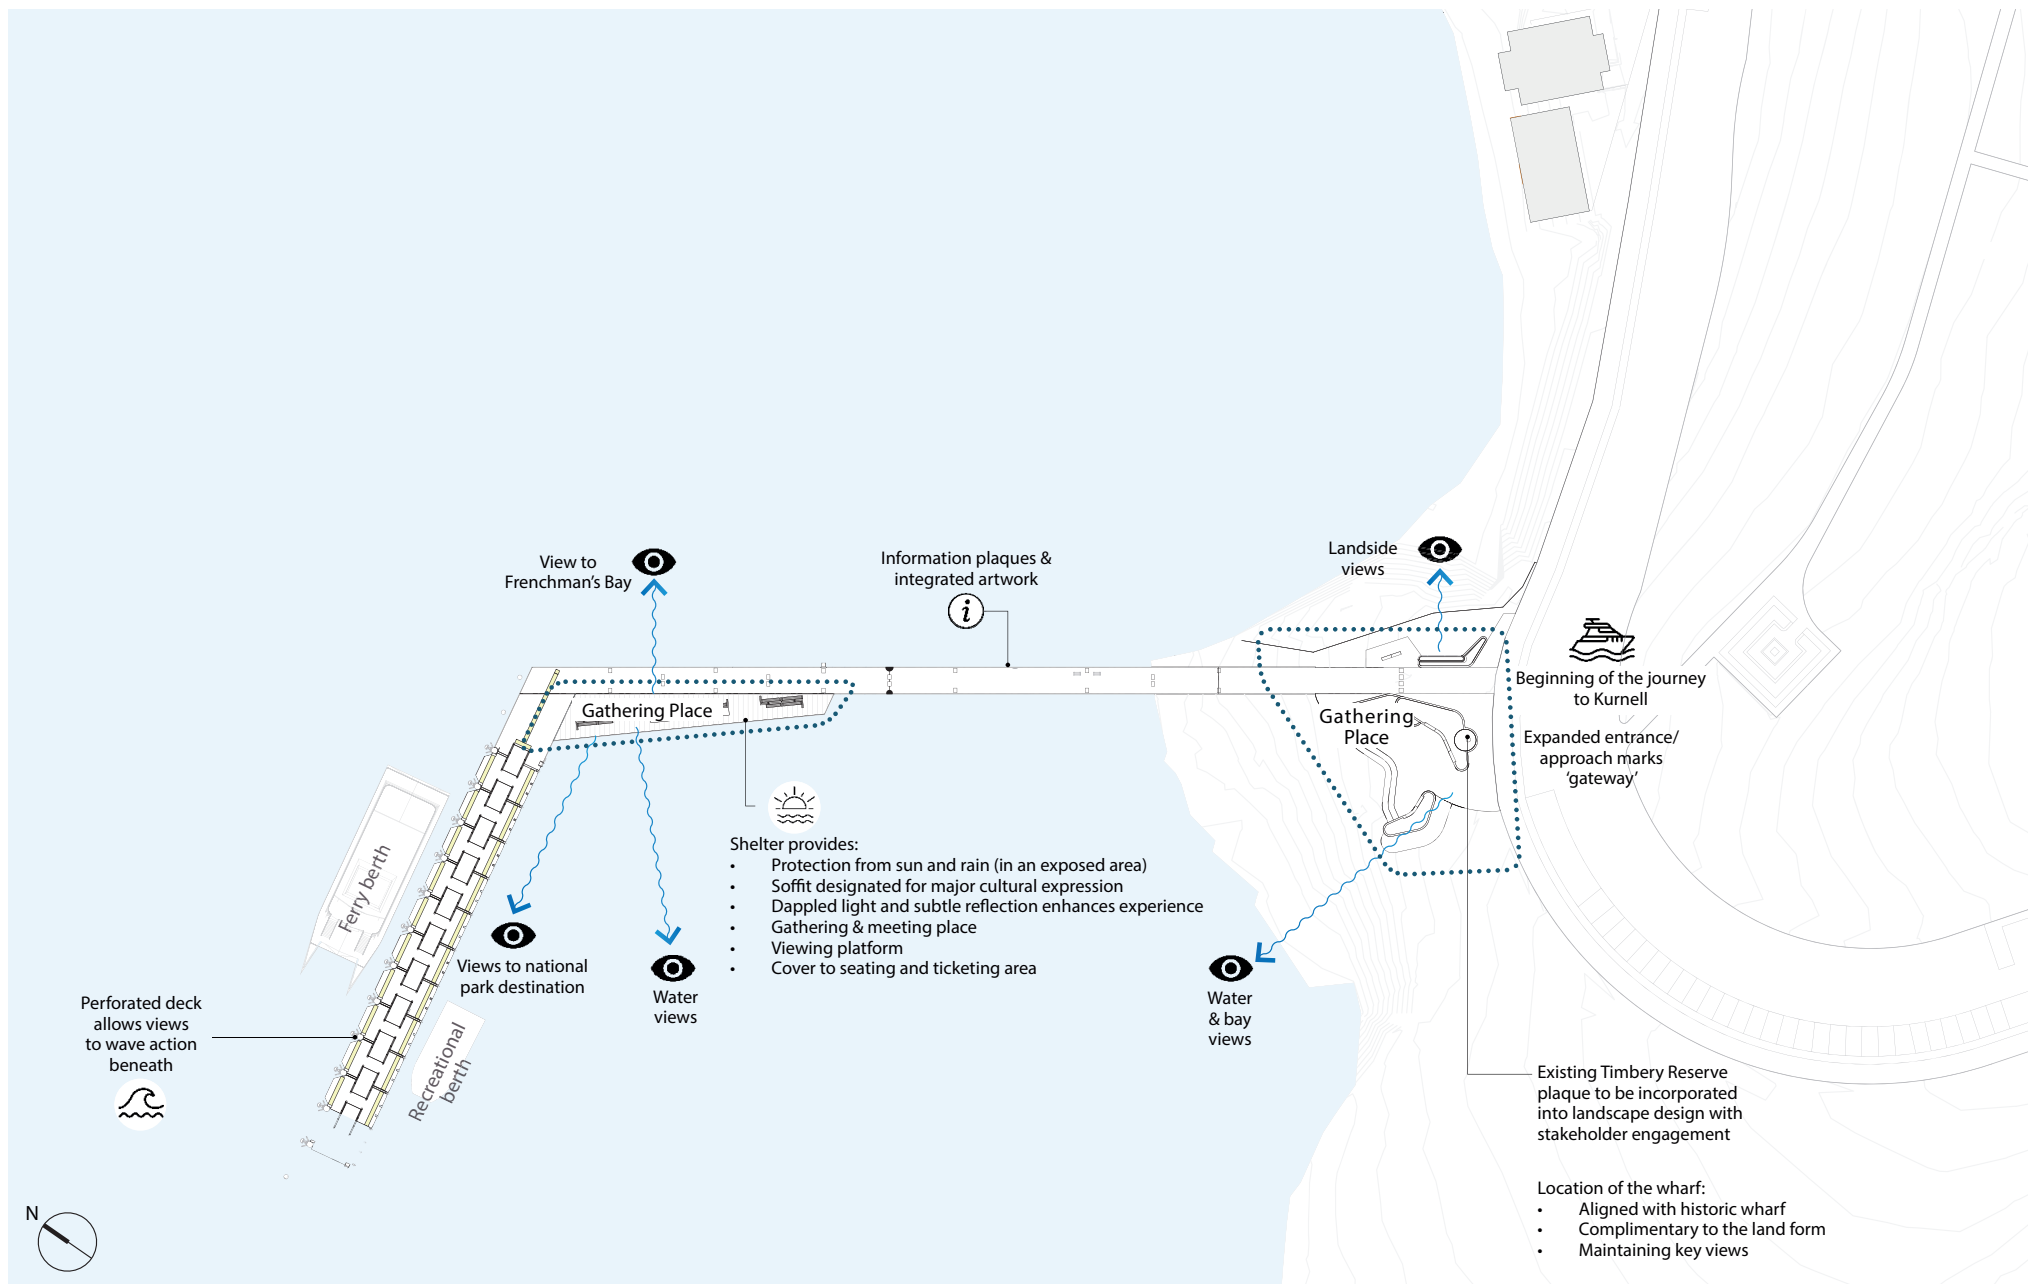 View to
Frenchman's Bay
Information plaques &
integrated artwork
i
Landside
views
Beginning of the journey
to Kurnell
Gathering Place
Gathering
Place
Expanded entrance/
approach marks
‘gateway’
Ferry berth
Shelter provides:
• Protection from sun and rain (in an exposed area)
• Soffit designated for major cultural expression
• Dappled light and subtle reflection enhances experience
• Gathering & meeting place
• Viewing platform
• Cover to seating and ticketing area
Views to national
park destination
Water
views
Water
& bay
views
Perforated deck
allows views
to wave action
beneath
Recreational
berth
Existing Timbery Reserve
plaque to be incorporated
into landscape design with
stakeholder engagement
Location of the wharf:
• Aligned with historic wharf
• Complimentary to the land form
• Maintaining key views
N